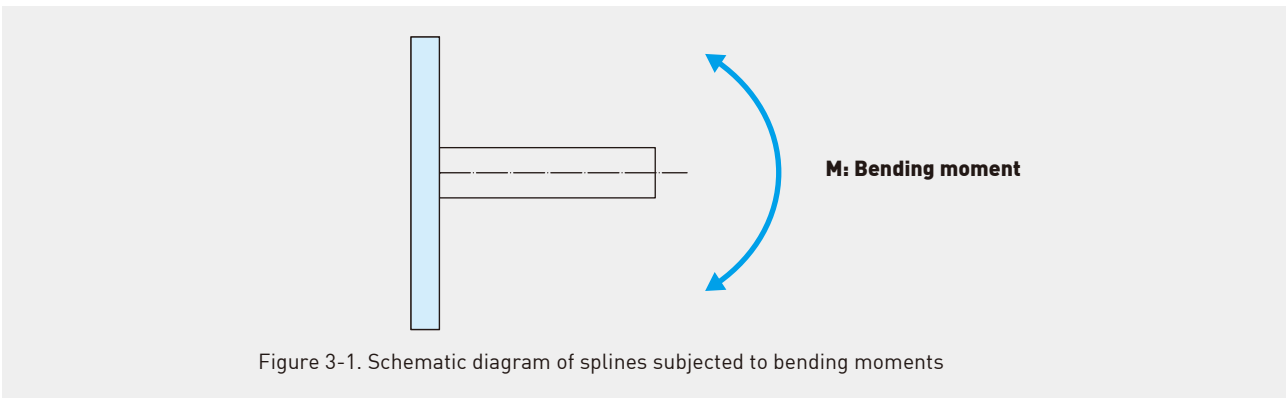 M: Bending moment
Figure 3-1. Schematic diagram of splines subjected to bending moments